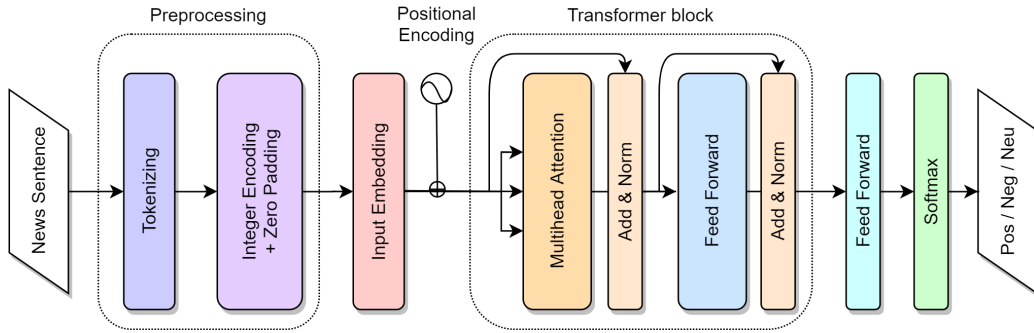 Preprocessing
Positional
Encoding
Transformer block
News Sentence
Tokenizing
Integer Encoding
+ Zero Padding
Input Embedding
Multihead Attention
Add & Norm
Feed Forward
Add & Norm
Feed Forward
Softmax
Pos / Neg / Neu